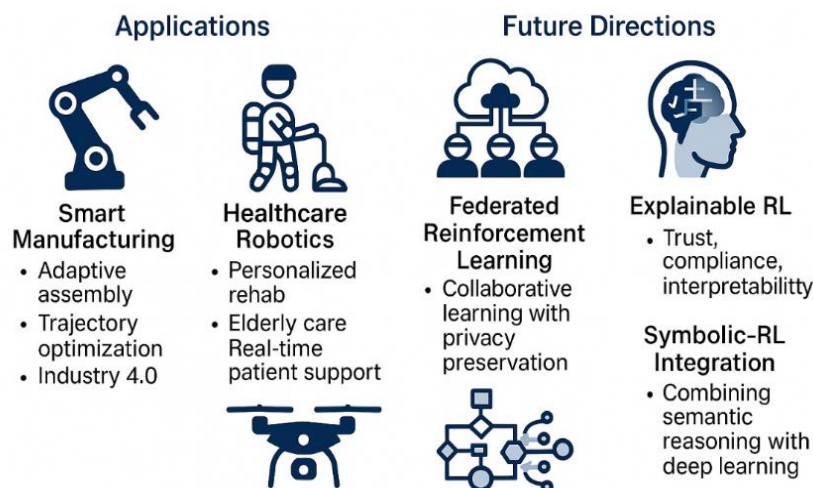 Applications
Smart
Manufacturing
• Adaptive
assembly
• Trajectory
optimization
• Industry 4.0
Healthcare
Robotics
• Personalized
rehab
• Elderly care
Real-time
patient support
Future Directions
Federated
Reinforcement
Learning
• Collaborative
learning with
privacy
preservation
Explainable RL
• Trust,
compliance,
interpretabilitty
Symbolic-RL
Integration
• Combining
semantic
reasoning with
deep learning